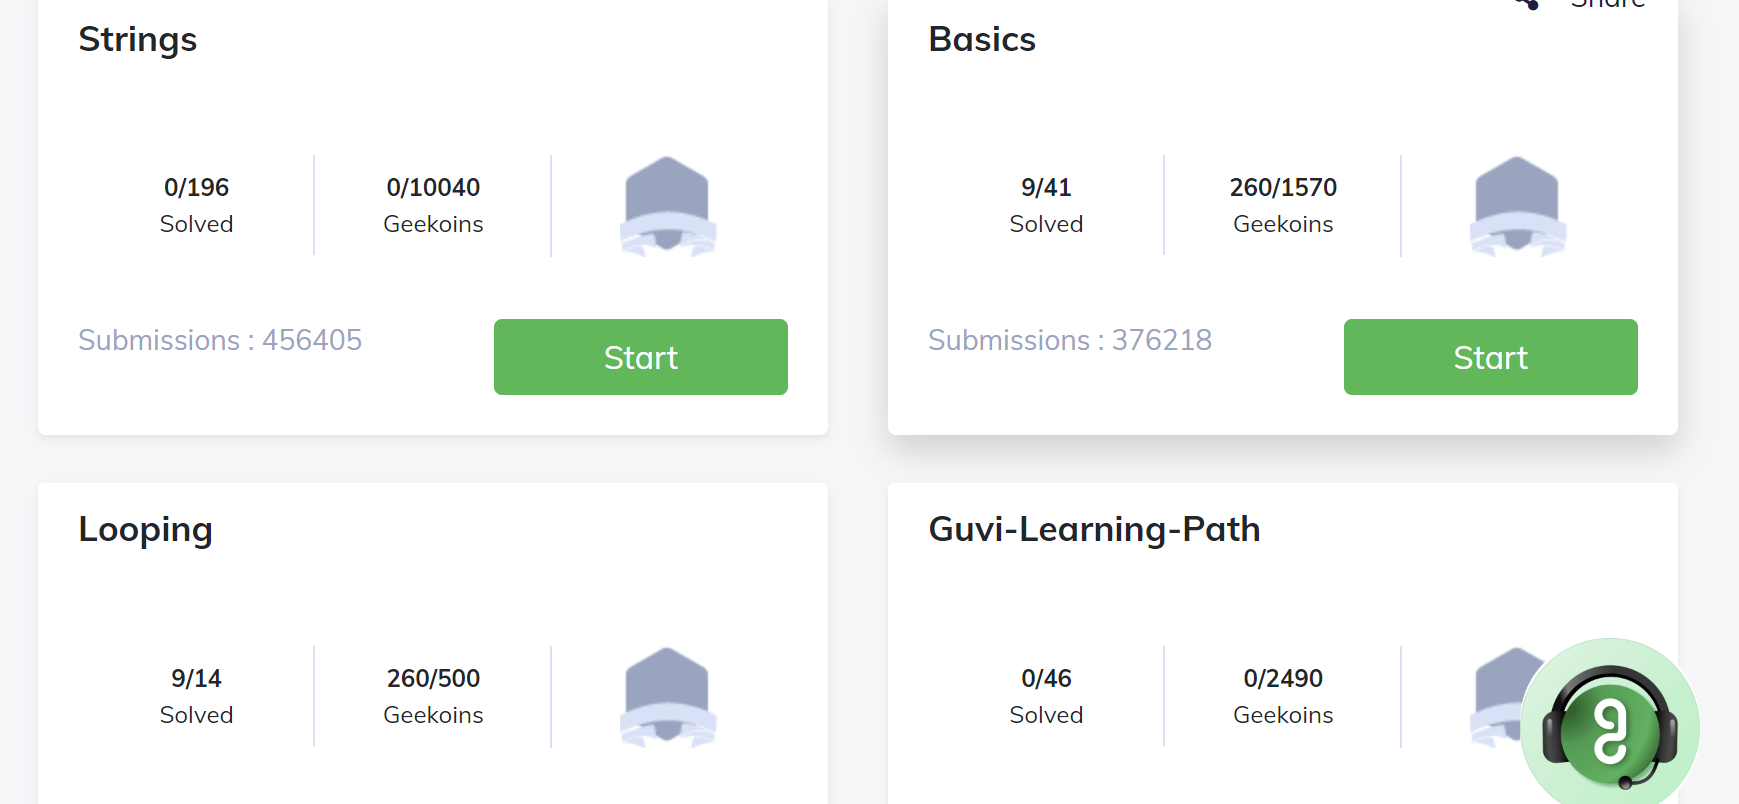 Share
Strings
Basics
0/196
Solved
0/10040
Geekoins
9/41
Solved
260/1570
Geekoins
Submissions : 456405
Start
Submissions : 376218
Start
Looping
Guvi-Learning-Path
9/14
Solved
260/500
Geekoins
0/46
Solved
0/2490
Geekoins